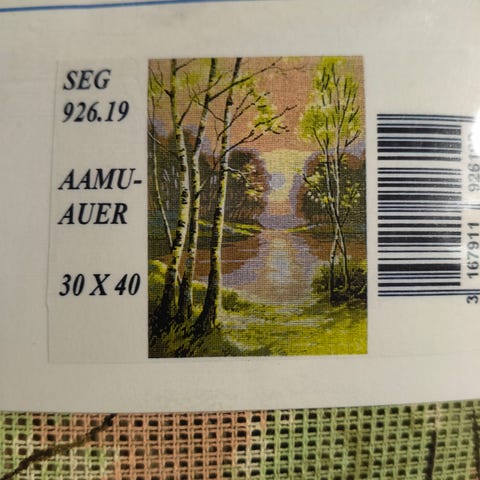 SEG
926.19
AAMU-
AUER
30 X 40
3 167911